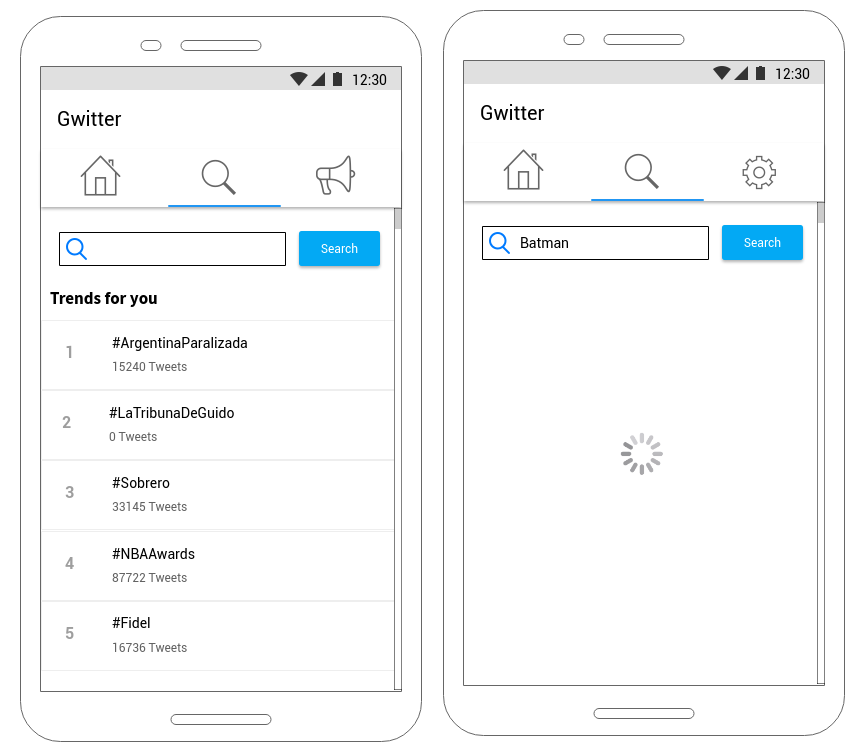 12:30
Gwitter
Search
Trends for you
1
#ArgentinaParalizada
15240 Tweets
2
#LaTribunaDeGuido
0 Tweets
3
#Sobrero
33145 Tweets
4
#NBAAwards
87722 Tweets
5
#Fidel
16736 Tweets
12:30
Gwitter
Batman
Search